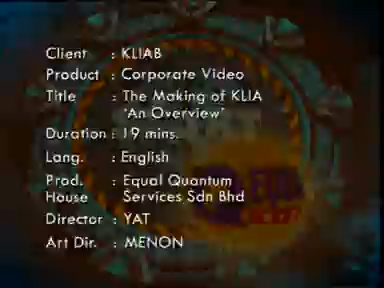 Client : KLIAB
Product : Corporate Video
Title : The Making of KLIA
'An Overview'
Duration : 19 mins.
Lang. : English
Prod. : Equal Quantum
House Services Sdn Bhd
Director : YAT
Art Dir. : MENON